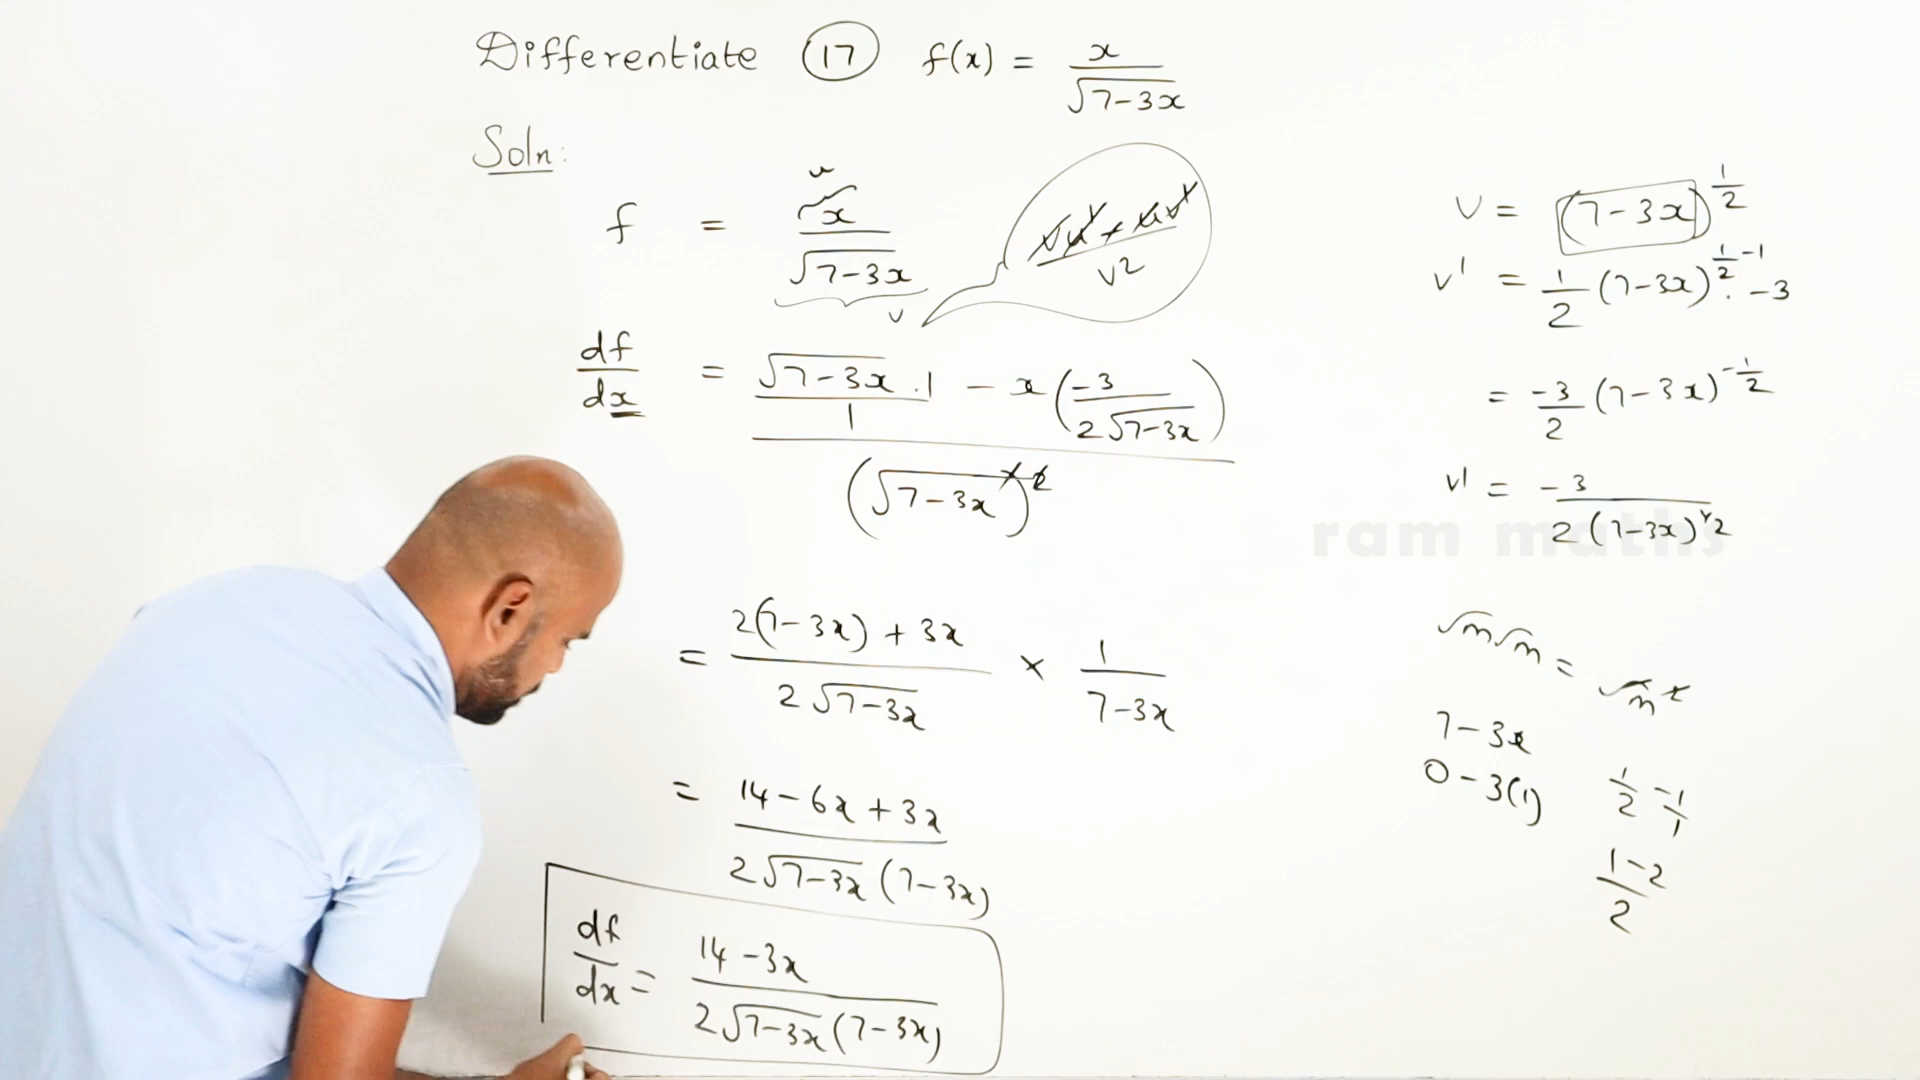 Differentiate (17) f(x) = x / √7-3x
Soln:
f = x / √7-3x
u
v
v²
df/dx = (√7-3x . 1 / 1 - x (-3 / 2√7-3x)) / (√7-3x)²
= (2(7-3x) + 3x) / (2√7-3x) × 1 / (7-3x)
= (14-6x+3x) / (2√7-3x (7-3x))
df/dx = (14-3x) / (2√7-3x (7-3x))
v = (7-3x)^1/2
v' = 1/2 (7-3x)^(1/2 -1) . -3
= -3/2 (7-3x)^-1/2
v' = -3 / 2(7-3x)^1/2
ram maths
√m√m = √m²
7-3x
0-3(1)
1/2 - 1/1
(1-2)/2